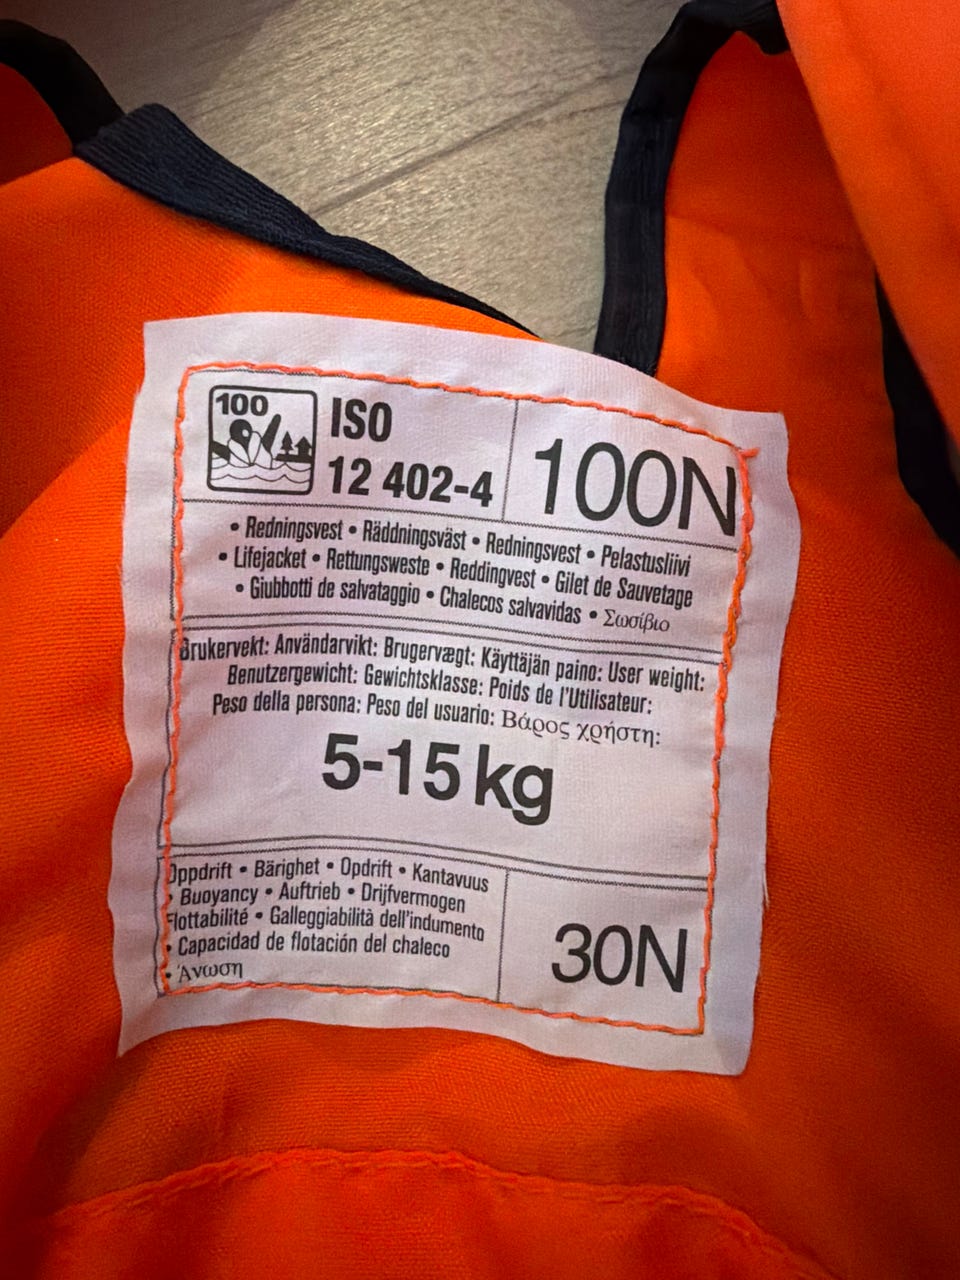 100
ISO
12 402-4
100N
• Redningsvest • Räddningsväst • Redningsvest • Pelastusliivi
• Lifejacket • Rettungsweste • Reddingvest • Gilet de Sauvetage
• Giubbotti de salvataggio • Chalecos salvavidas • Σωσίβιο
Brukervekt: Användarvikt: Brugervægt: Käyttäjän paino: User weight:
Benutzergewicht: Gewichtsklasse: Poids de l'Utilisateur:
Peso della persona: Peso del usuario: Βάρος χρήστη:
5-15 kg
Oppdrift • Bärighet • Opdrift • Kantavuus
• Buoyancy • Auftrieb • Drijfvermogen
Flottabilité • Galleggiabilità dell'indumento
• Capacidad de flotación del chaleco
• Άνωση
30N